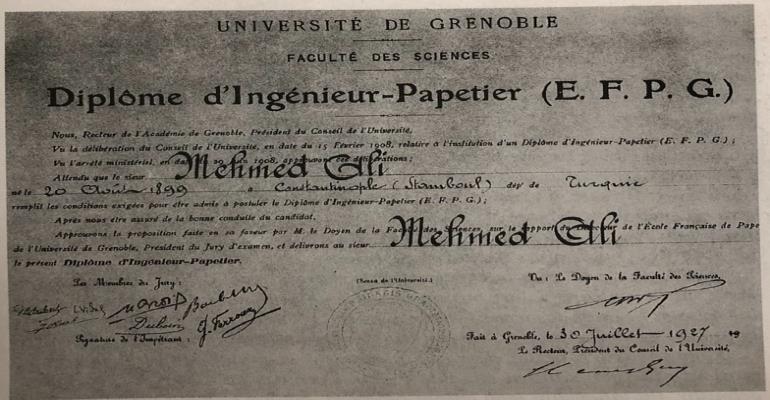 UNIVERSITÉ DE GRENOBLE
FACULTÉ DES SCIENCES
Diplôme d'Ingénieur-Papetier (E. F. P. G.)
Nous, Recteur de l'Académie de Grenoble, Président du Conseil de l'Université,
Vu la délibération du Conseil de l'Université, en date du 15 Février 1908, relative à l'institution d'un Diplôme d'Ingénieur-Papetier (E. F. P. G.) ;
Vu l'arrêté ministériel, en date du 1908, délibérations ;
Attendu que le sieur Mehmed Ali
né le 20 Août 1899 à Constantinople (Stamboul) de Turquie
remplit les conditions exigées pour être admis à postuler le Diplôme d'Ingénieur-Papetier (E. F. P. G.) ;
Après nous être assuré de la bonne conduite du candidat,
Approuvons la proposition faite en sa faveur par M. le Doyen de la Faculté des Sciences, sur le rapport du Directeur de l'École Française de Pape
de l'Université de Grenoble, Président du Jury d'examen, et délivrons au sieur Mehmed Ali
le présent Diplôme d'Ingénieur-Papetier.
Les Membres du Jury :
(Sceau de l'Université.)
Vu : Le Doyen de la Faculté des Sciences,
Signature de l'Impétrant :
Fait à Grenoble, le 30 Juillet 1927
Le Recteur, Président du Conseil de l'Université,